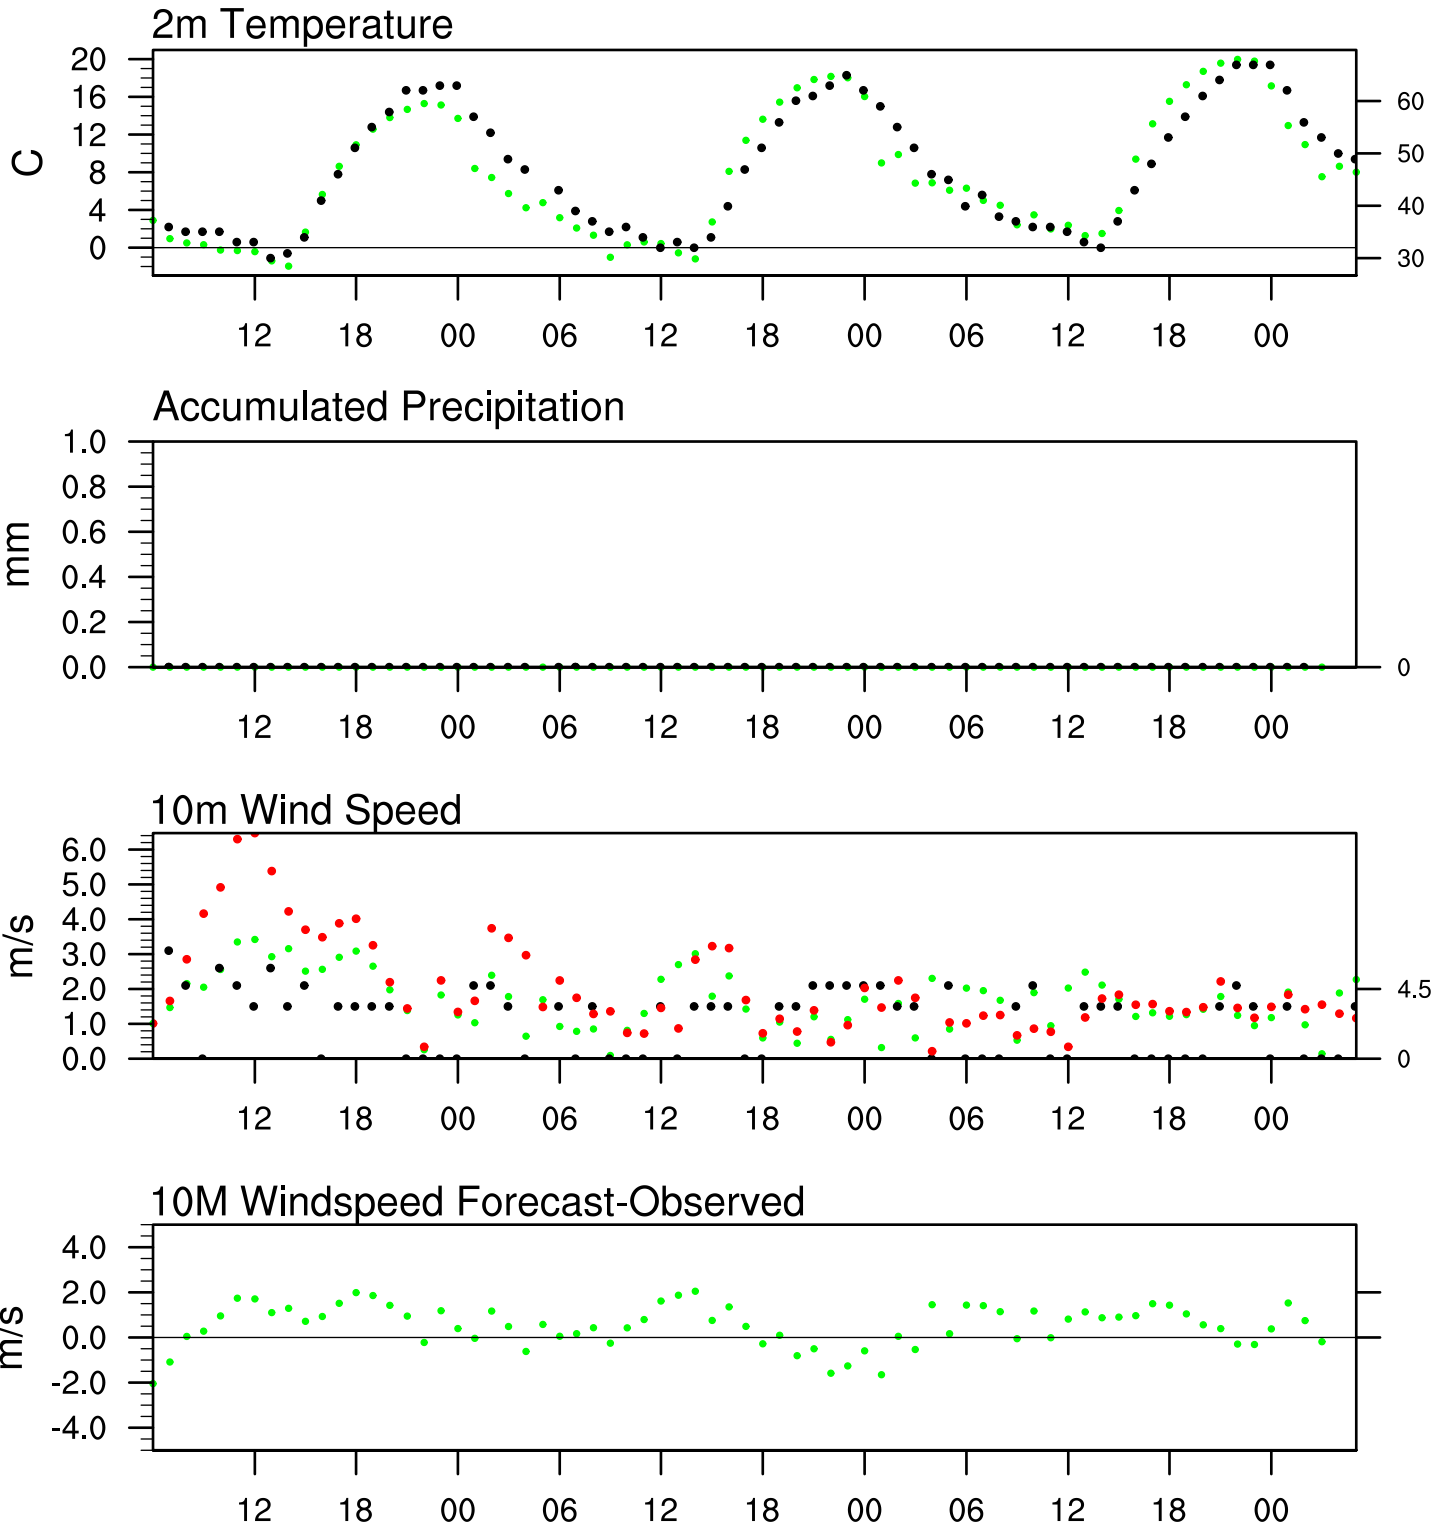 2m Temperature
20
16
12
8
4
0
C
60
50
40
30
12 18 00 06 12 18 00 06 12 18 00
Accumulated Precipitation
1.0
0.8
0.6
0.4
0.2
0.0
mm
0
12 18 00 06 12 18 00 06 12 18 00
10m Wind Speed
6.0
5.0
4.0
3.0
2.0
1.0
0.0
m/s
4.5
0
12 18 00 06 12 18 00 06 12 18 00
10M Windspeed Forecast-Observed
4.0
2.0
0.0
-2.0
-4.0
m/s
12 18 00 06 12 18 00 06 12 18 00